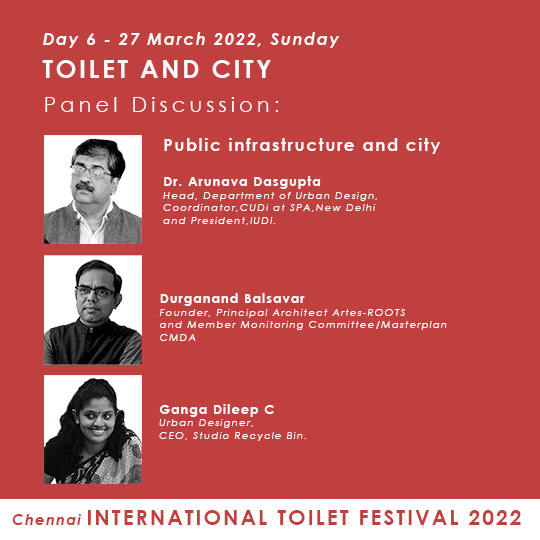 Day 6 - 27 March 2022, Sunday
TOILET AND CITY
Panel Discussion:
Public infrastructure and city
Dr. Arunava Dasgupta
Head, Department of Urban Design,
Coordinator,CUDi at SPA,New Delhi
and President,IUDI.
Durganand Balsavar
Founder, Principal Architect Artes-ROOTS
and Member Monitoring Committee/Masterplan
CMDA
Ganga Dileep C
Urban Designer,
CEO, Studio Recycle Bin.
Chennai INTERNATIONAL TOILET FESTIVAL 2022